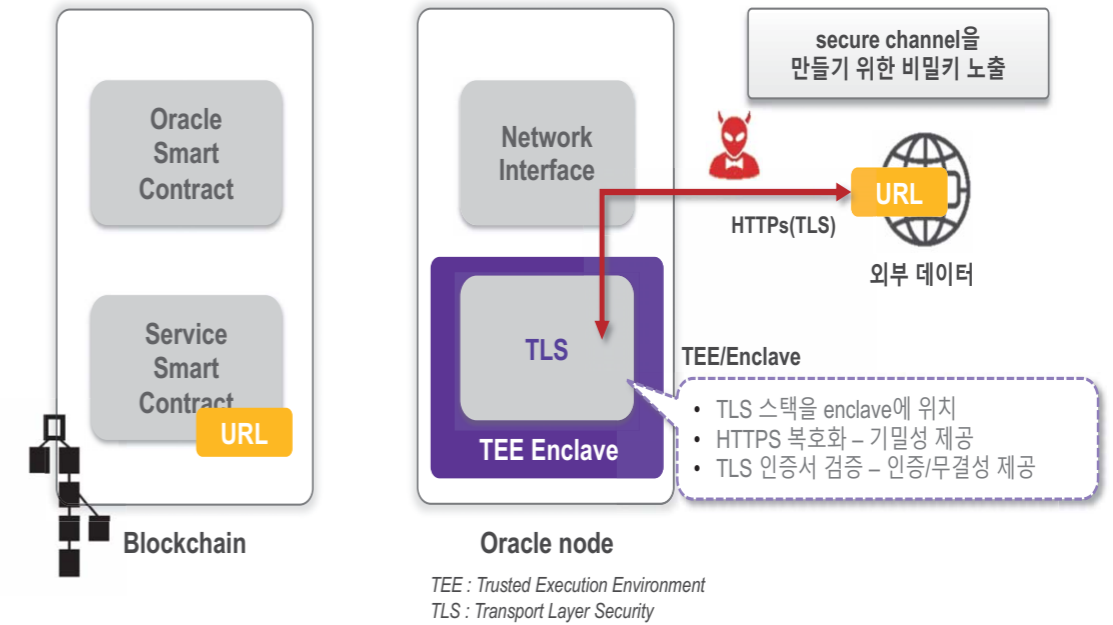 secure channel을
만들기 위한 비밀키 노출
Oracle
Smart
Contract
Network
Interface
URL
HTTPs(TLS)
외부 데이터
Service
Smart
Contract
URL
TLS
TEE Enclave
TEE/Enclave
• TLS 스택을 enclave에 위치
• HTTPS 복호화 – 기밀성 제공
• TLS 인증서 검증 – 인증/무결성 제공
Blockchain
Oracle node
TEE : Trusted Execution Environment
TLS : Transport Layer Security